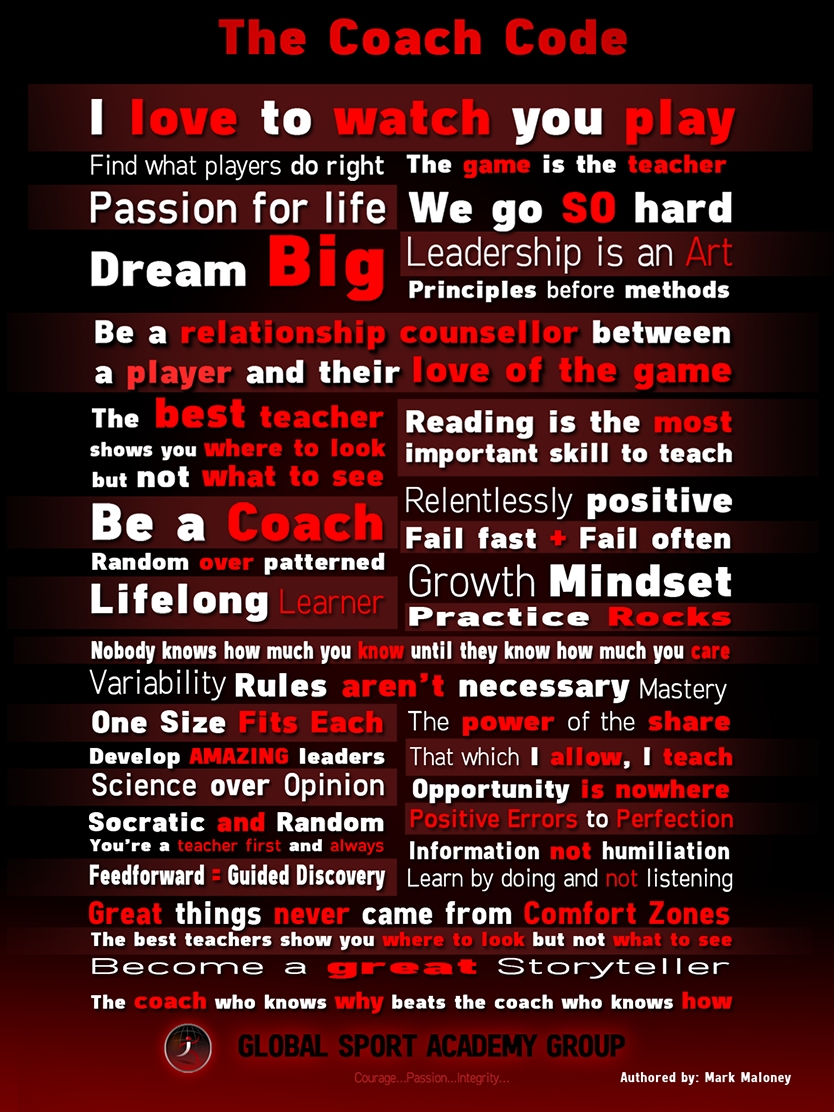 The Coach Code
I love to watch you play
Find what players do right
The game is the teacher
Passion for life
We go SO hard
Dream Big
Leadership is an Art
Principles before methods
Be a relationship counsellor between
a player and their love of the game
The best teacher
shows you where to look
but not what to see
Reading is the most
important skill to teach
Relentlessly positive
Be a Coach
Fail fast + Fail often
Random over patterned
Growth Mindset
Lifelong Learner
Practice Rocks
Nobody knows how much you know until they know how much you care
Variability Rules aren't necessary Mastery
One Size Fits Each
The power of the share
Develop AMAZING leaders
That which I allow, I teach
Science over Opinion
Opportunity is nowhere
Socratic and Random
Positive Errors to Perfection
You're a teacher first and always
Information not humiliation
Feedforward = Guided Discovery
Learn by doing and not listening
Great things never came from Comfort Zones
The best teachers show you where to look but not what to see
Become a great Storyteller
The coach who knows why beats the coach who knows how
GLOBAL SPORT ACADEMY GROUP
Courage...Passion...Integrity...
Authored by: Mark Maloney